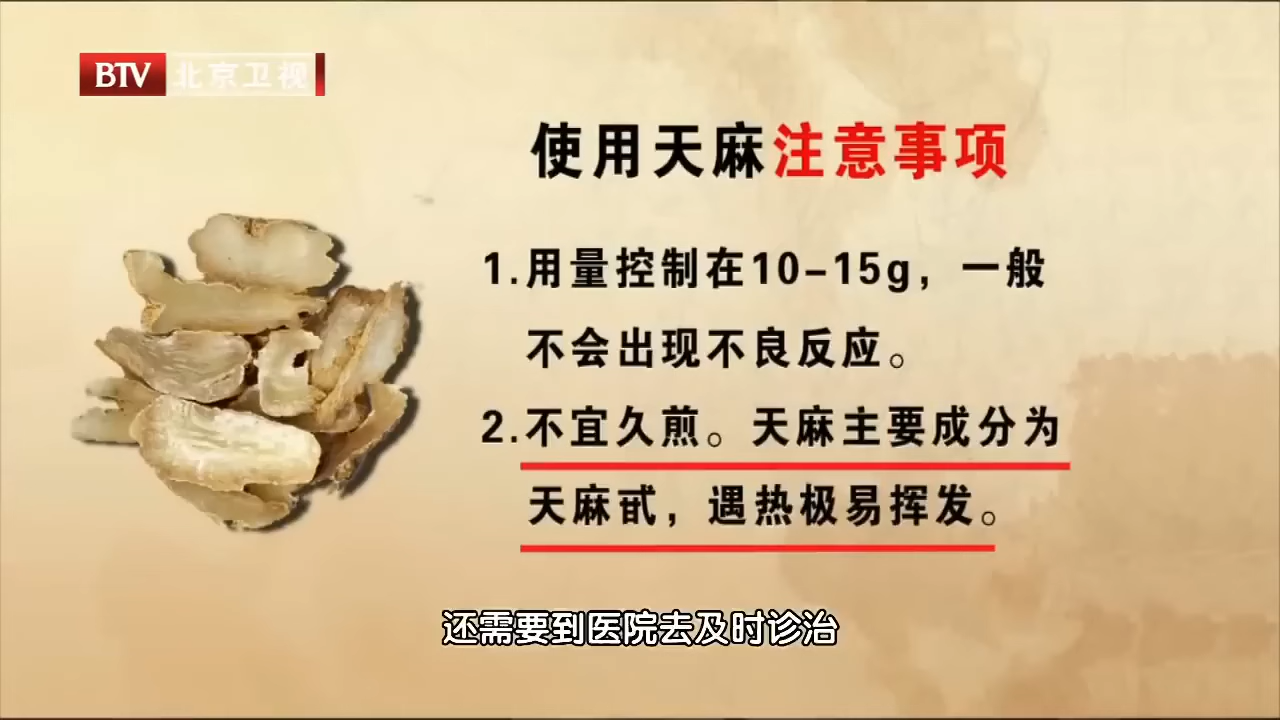 BTV 北京卫视
使用天麻注意事项
1.用量控制在10-15g，一般
不会出现不良反应。
2.不宜久煎。天麻主要成分为
天麻甙，遇热极易挥发。
还需要到医院去及时诊治